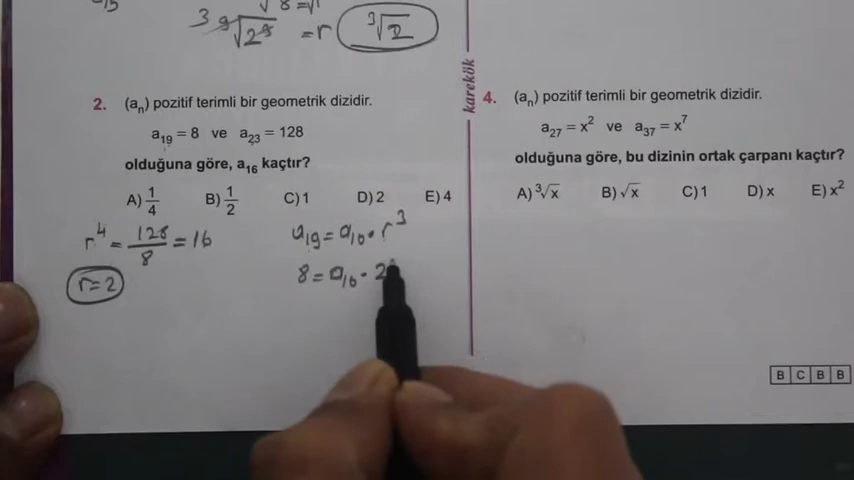 ³ ⁹√2⁹ = r ³√2
2. (aₙ) pozitif terimli bir geometrik dizidir.
a₁₉ = 8 ve a₂₃ = 128
olduğuna göre, a₁₆ kaçtır?
A) 1/4 B) 1/2 C) 1 D) 2 E) 4
r⁴ = 128/8 = 16
r = 2
a₁₉ = a₁₆ · r³
8 = a₁₆ · 2
karekök
4. (aₙ) pozitif terimli bir geometrik dizidir.
a₂₇ = x² ve a₃₇ = x⁷
olduğuna göre, bu dizinin ortak çarpanı kaçtır?
A) ³√x B) √x C) 1 D) x E) x²
B C B B